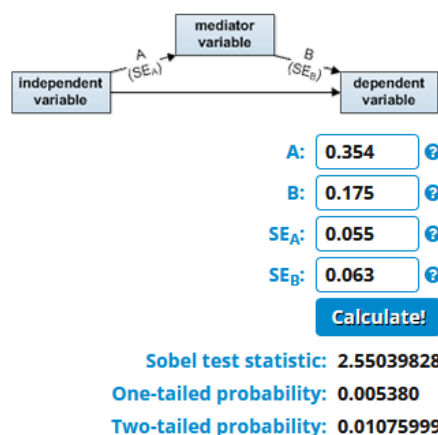 mediator
variable
A
(SEA)
B
(SEB)
independent
variable
dependent
variable
A: 0.354 ?
B: 0.175 ?
SEA: 0.055 ?
SEB: 0.063 ?
Calculate!
Sobel test statistic: 2.55039828
One-tailed probability: 0.005380
Two-tailed probability: 0.01075999